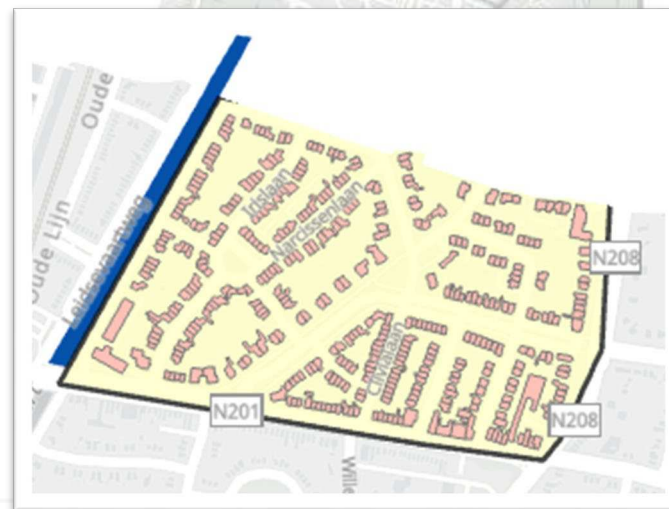 Oude
Irislaan
Narcissenlaan
Oude Lijn
Leidsevaartweg
N208
Clivialaan
N201
N208
Wille